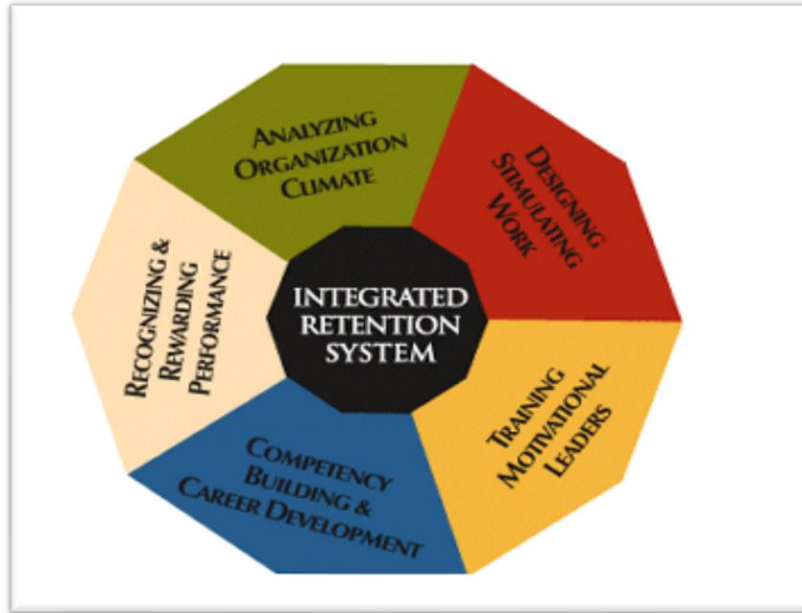 ANALYZING
ORGANIZATION
CLIMATE
DESIGNING
STIMULATING
WORK
TRAINING
MOTIVATIONAL
LEADERS
COMPETENCY
BUILDING &
CAREER DEVELOPMENT
RECOGNIZING &
REWARDING
PERFORMANCE
INTEGRATED
RETENTION
SYSTEM